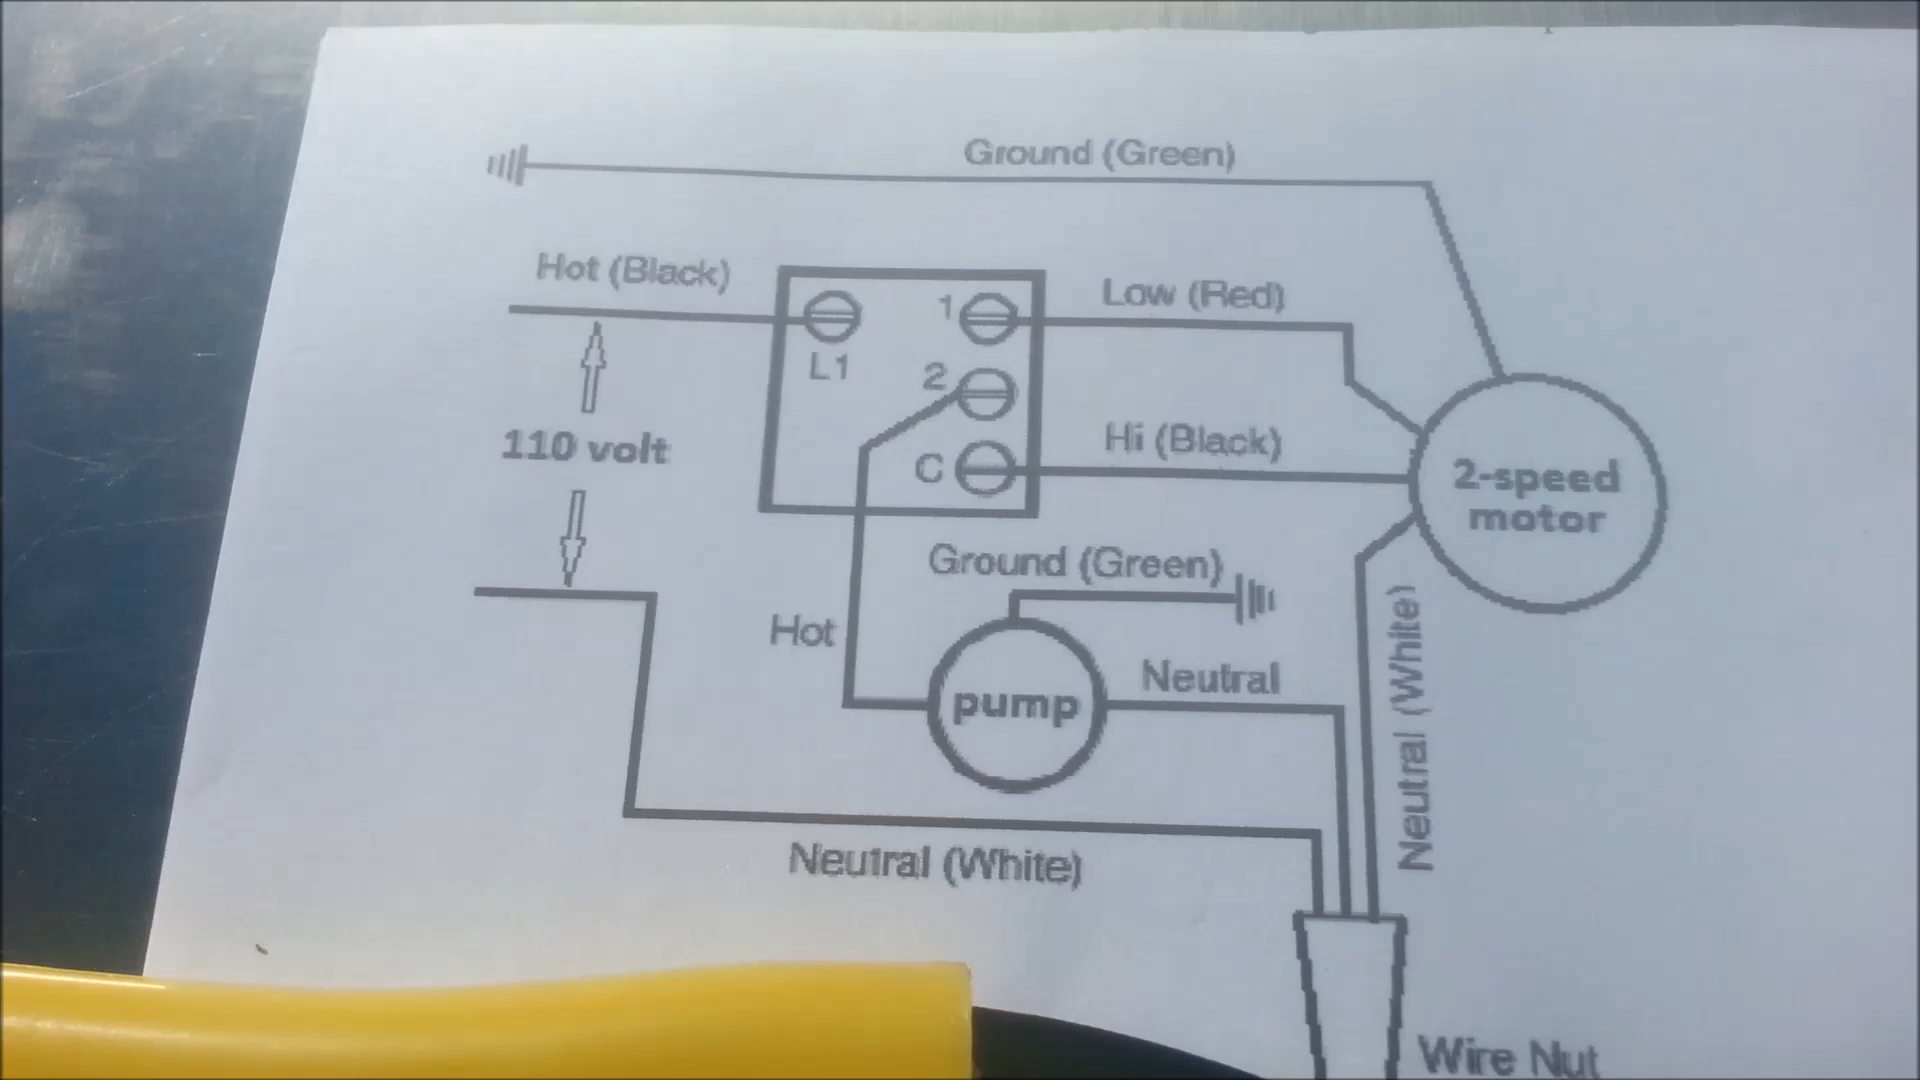 Ground (Green)
Hot (Black)
L1
1
2
C
Low (Red)
Hi (Black)
110 volt
2-speed
motor
Ground (Green)
Hot
pump
Neutral
Neutral (White)
Neutral (White)
Wire Nut